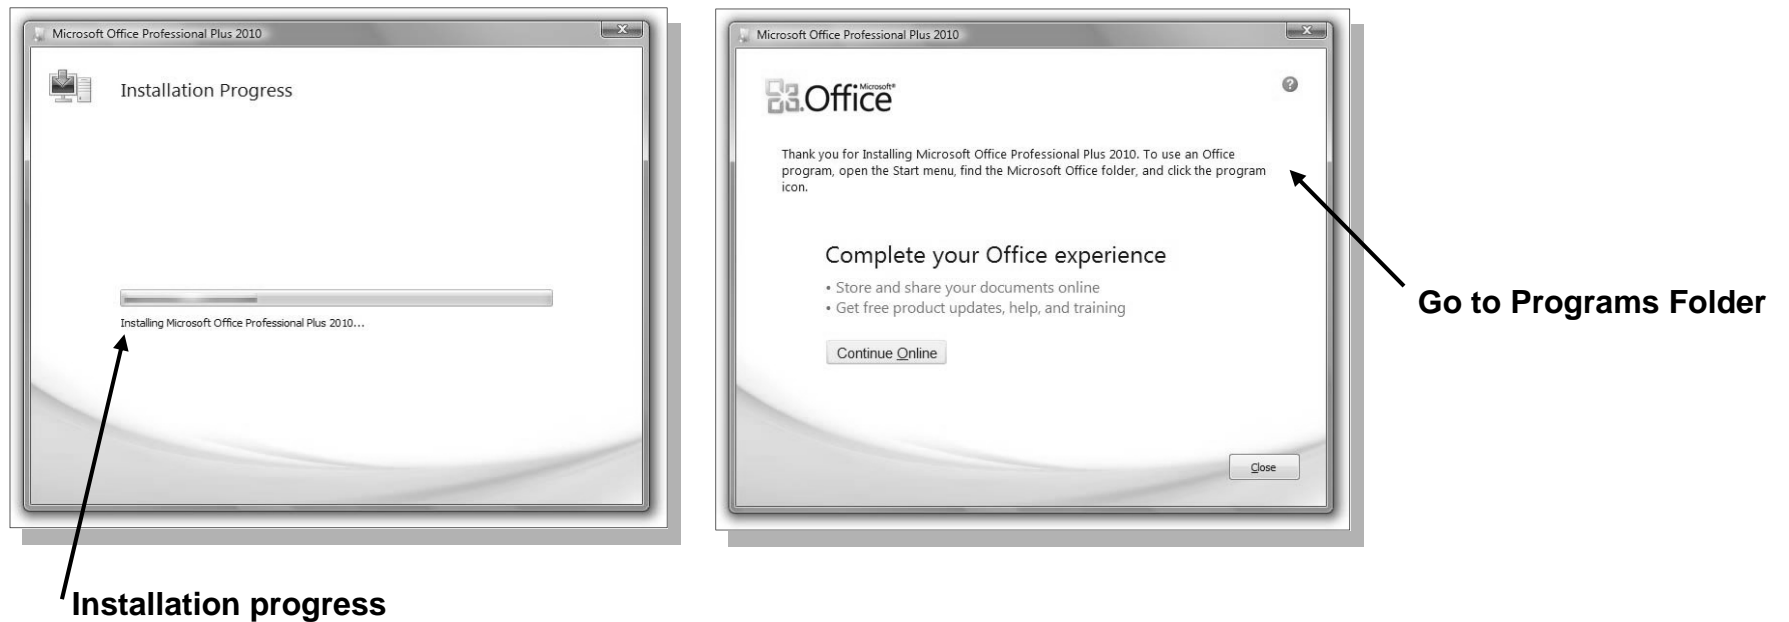 Microsoft Office Professional Plus 2010
X
Installation Progress
Installing Microsoft Office Professional Plus 2010...
Installation progress
Microsoft Office Professional Plus 2010
X
Microsoft®
Office
?
Thank you for Installing Microsoft Office Professional Plus 2010. To use an Office
program, open the Start menu, find the Microsoft Office folder, and click the program
icon.
Complete your Office experience
• Store and share your documents online
• Get free product updates, help, and training
Continue Online
Close
Go to Programs Folder